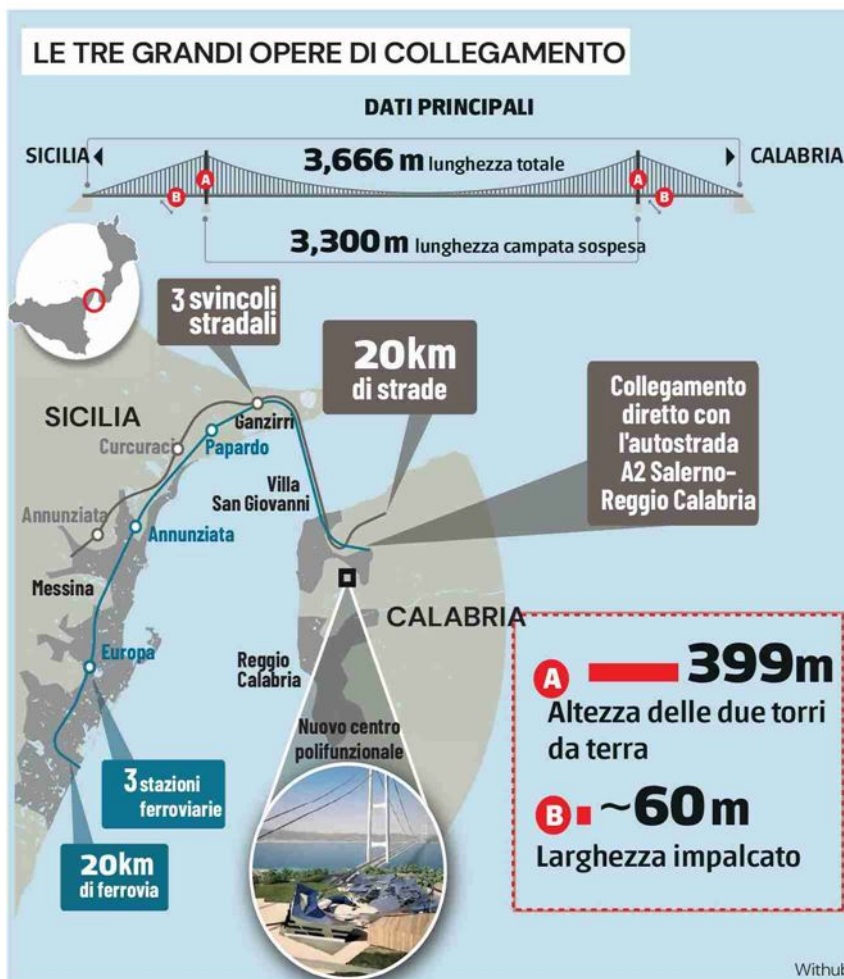 LE TRE GRANDI OPERE DI COLLEGAMENTO
DATI PRINCIPALI
SICILIA
CALABRIA
3,666 m lunghezza totale
A
A
B
B
3,300 m lunghezza campata sospesa
3 svincoli
stradali
20km
di strade
Collegamento
diretto con
l'autostrada
A2 Salerno-
Reggio Calabria
SICILIA
Ganzirri
Curcuraci
Papardo
Villa
San Giovanni
Annunziata
Annunziata
Messina
CALABRIA
Europa
Reggio
Calabria
Nuovo centro
polifunzionale
3 stazioni
ferroviarie
20km
di ferrovia
A 399m
Altezza delle due torri
da terra
B ~60 m
Larghezza impalcato
Withub